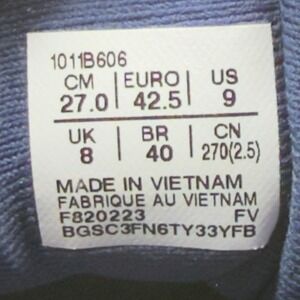 1011B606
CM EURO US
27.0 42.5 9
UK BR CN
8 40 270(2.5)
MADE IN VIETNAM
FABRIQUE AU VIETNAM
F820223 FV
BGSC3FN6TY33YFB